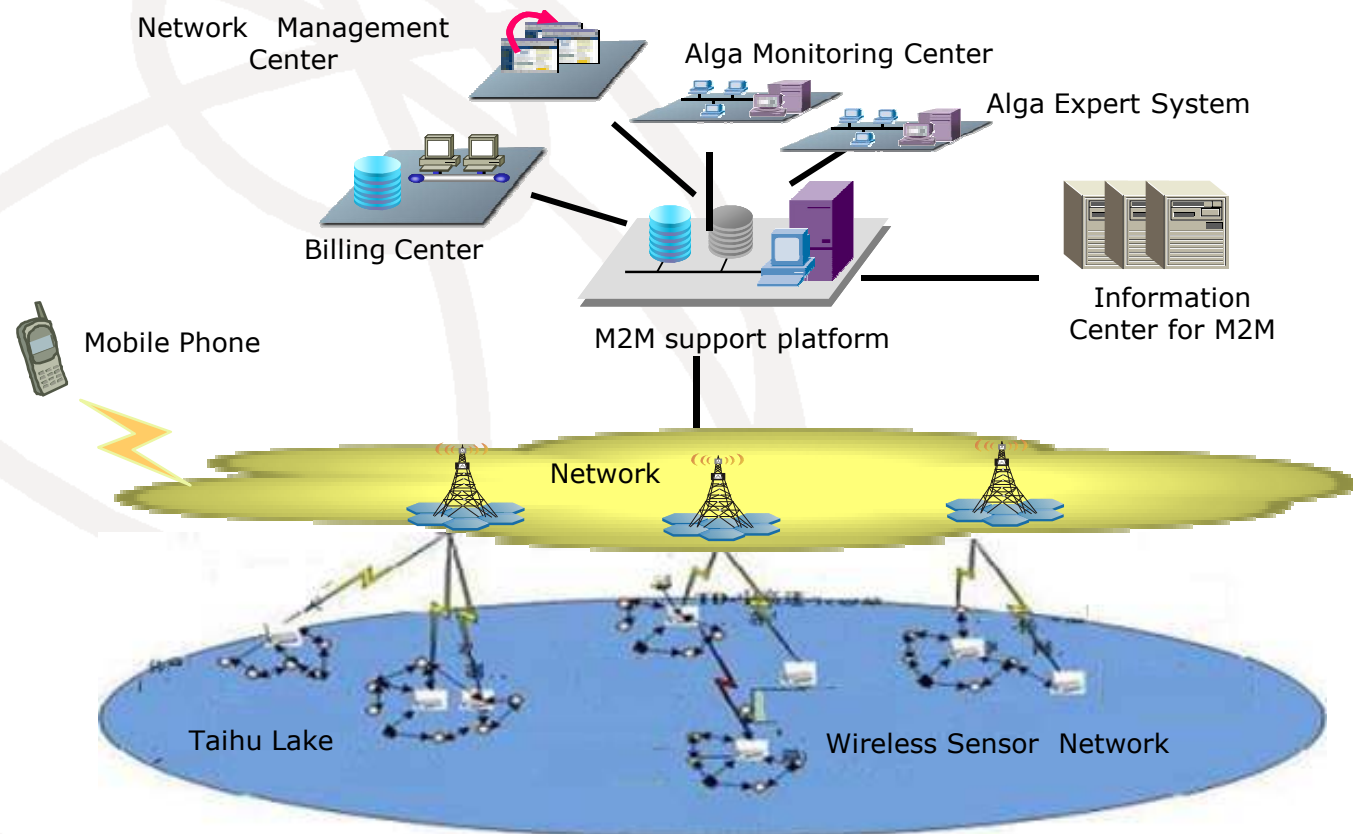 Network Management
Center
Alga Monitoring Center
Alga Expert System
Billing Center
Information
Center for M2M
M2M support platform
Mobile Phone
Network
Taihu Lake
Wireless Sensor Network